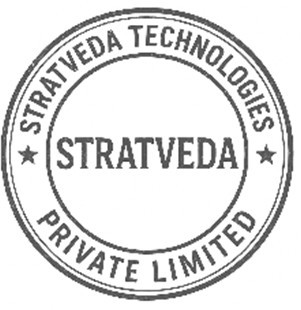 STRATVEDA TECHNOLOGIES
STRATVEDA
PRIVATE LIMITED